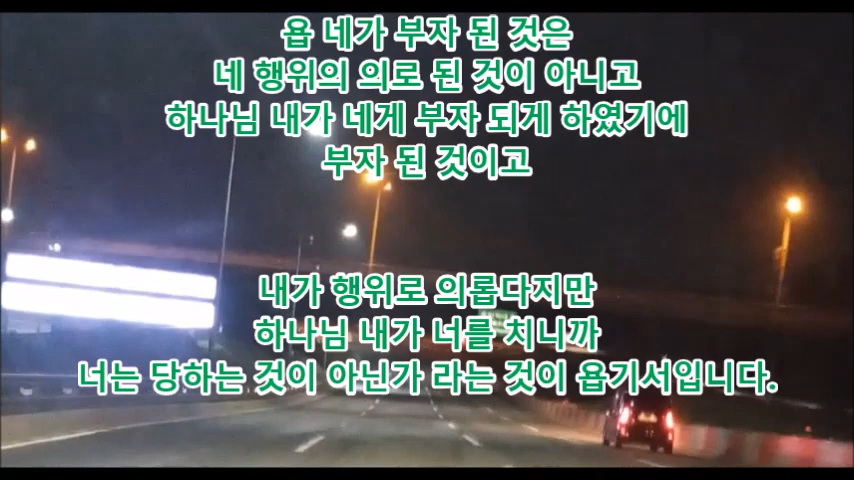 욥 네가 부자 된 것은
네 행위의 의로 된 것이 아니고
하나님 내가 네게 부자 되게 하였기에
부자 된 것이고
내가 행위로 의롭다지만
하나님 내가 너를 치니까
너는 당하는 것이 아닌가 라는 것이 욥기서입니다.